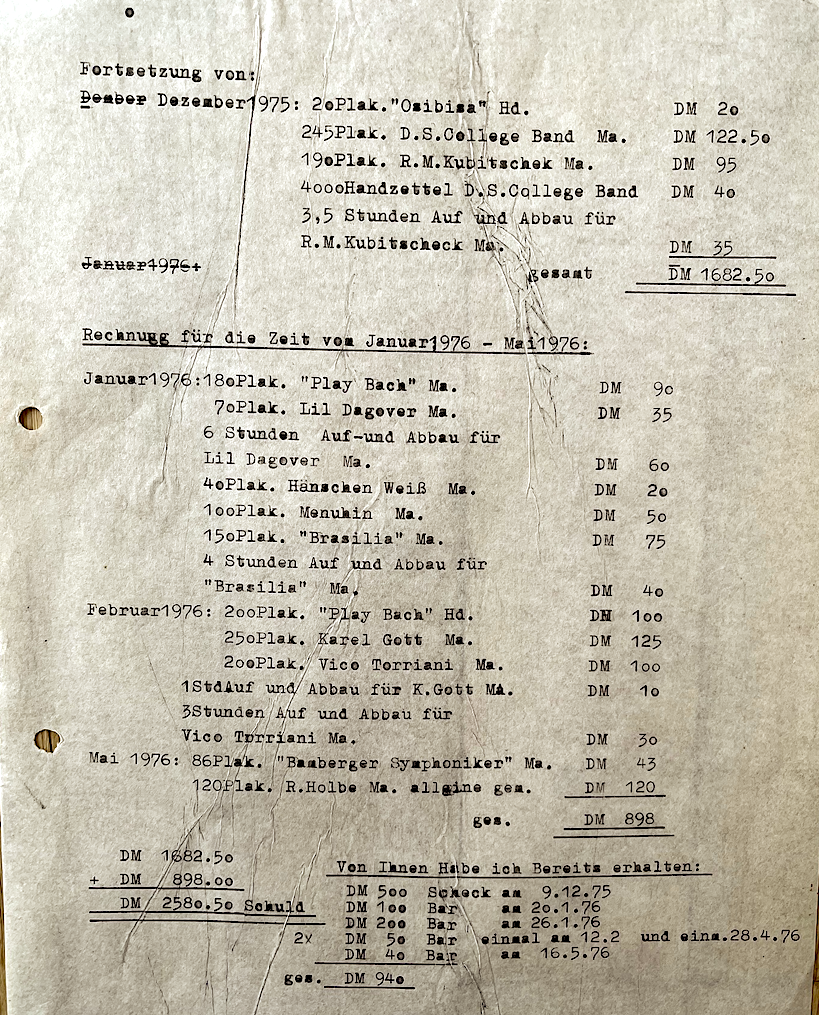 Fortsetzung von:
Dember Dezember1975: 2oPlak."Osibisa" Hd. DM 2o
245Plak. D.S.College Band Ma. DM 122.5o
19oPlak. R.M.Kubitschek Ma. DM 95
4oooHandzettel D.S.College Band DM 4o
3,5 Stunden Auf und Abbau für
R.M.Kubitscheck Ma. DM 35
Januar1976+ gesamt DM 1682.5o
Rechnugg für die Zeit vom Januar1976 - Mai1976:
Januar1976:18oPlak. "Play Bach" Ma. DM 9o
7oPlak. Lil Dagover Ma. DM 35
6 Stunden Auf-und Abbau für
Lil Dagover Ma. DM 6o
4oPlak. Hänschen Weiß Ma. DM 2o
1ooPlak. Menuhin Ma. DM 5o
15oPlak. "Brasilia" Ma. DM 75
4 Stunden Auf und Abbau für
"Brasilia" Ma. DM 4o
Februar1976: 2ooPlak. "Play Bach" Hd. DM 1oo
25oPlak. Karel Gott Ma. DM 125
2ooPlak. Vico Torriani Ma. DM 1oo
1StdAuf und Abbau für K.Gott MA. DM 1o
3Stunden Auf und Abbau für
Vico Torriani Ma. DM 3o
Mai 1976: 86Plak. "Bamberger Symphoniker" Ma. DM 43
120Plak. R.Holbe Ma. allgine gem. DM 120
ges. DM 898
DM 1682.5o
+ DM 898.oo
DM 258o.5o Schuld
Von Ihnen Habe ich Bereits erhalten:
DM 5oo Scheck am 9.12.75
DM 1oo Bar am 2o.1.76
DM 2oo Bar am 26.1.76
2x DM 5o Bar einmal am 12.2 und einm.28.4.76
DM 4o Bar am 16.5.76
ges. DM 94o